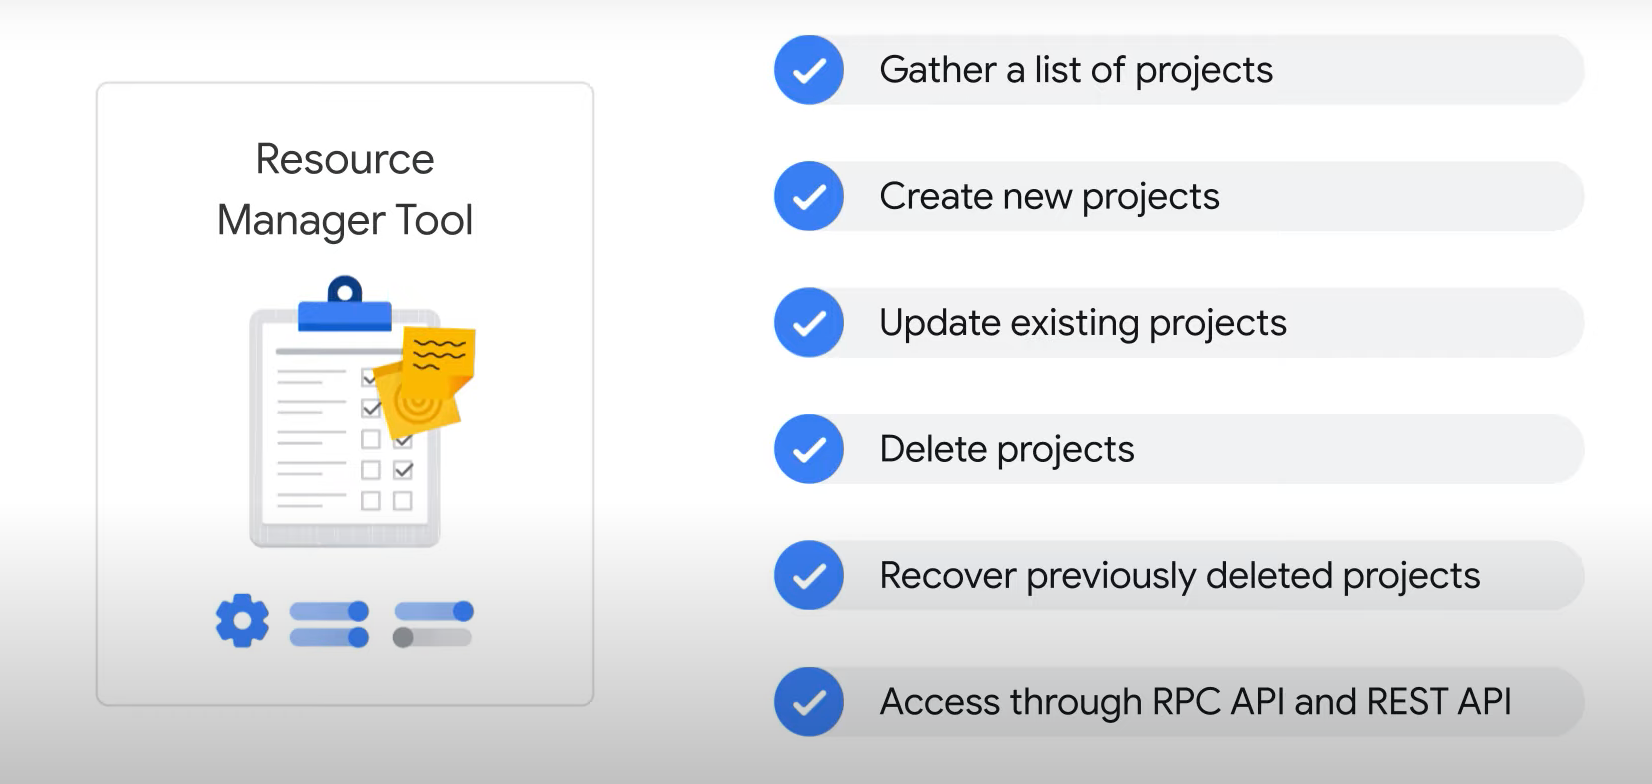 Resource
Manager Tool
Gather a list of projects
Create new projects
Update existing projects
Delete projects
Recover previously deleted projects
Access through RPC API and REST API